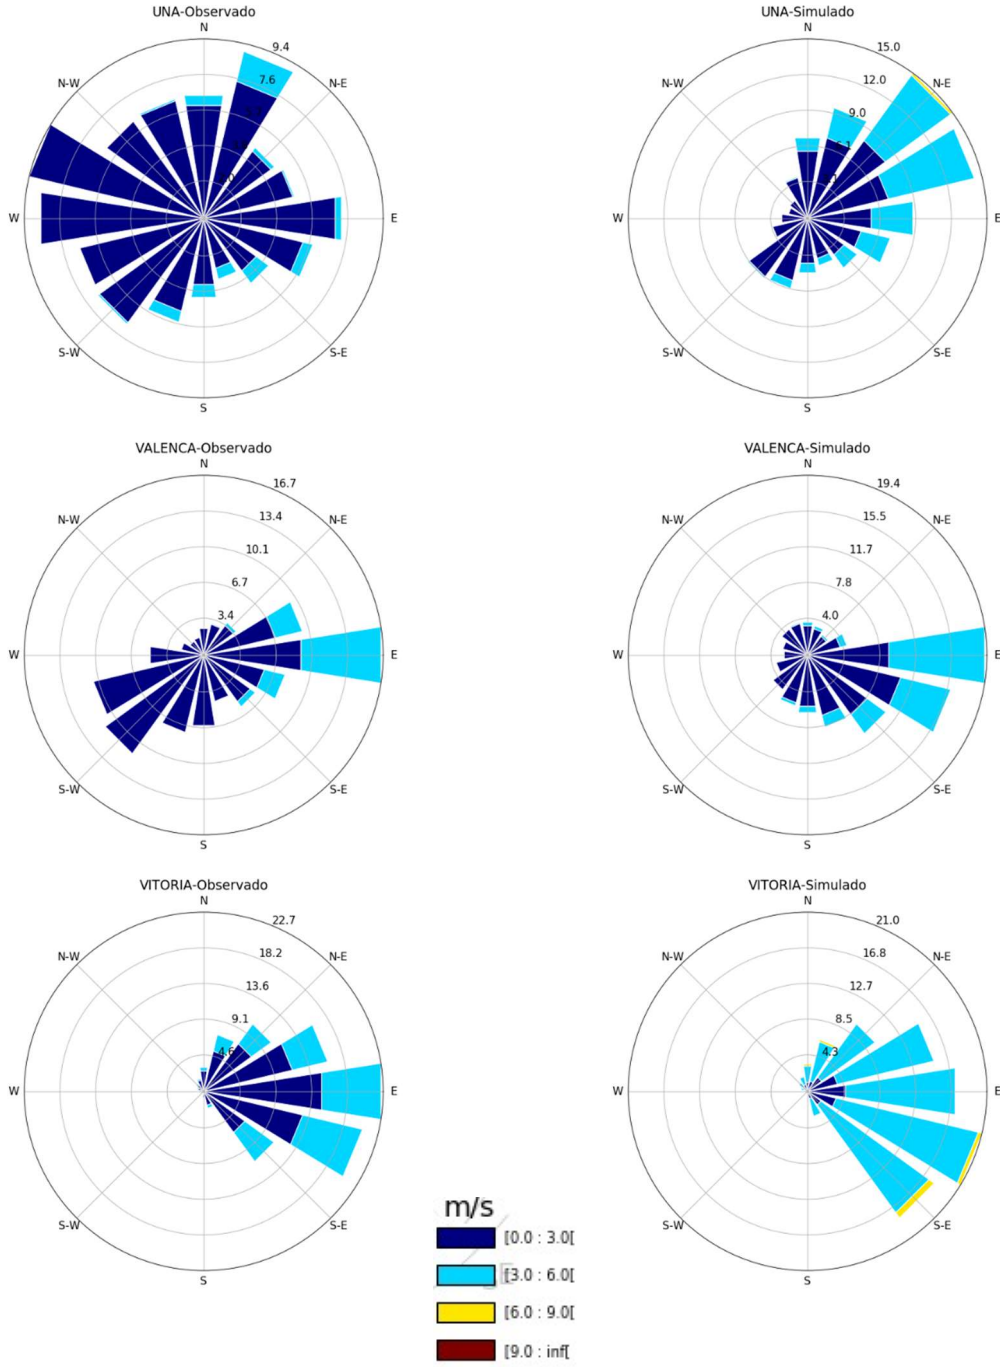 UNA-Observado
N
9.4
7.6
N-W
N-E
W
E
S-W
S-E
S
UNA-Simulado
N
15.0
12.0
9.0
N-W
N-E
W
E
S-W
S-E
S
VALENCA-Observado
N
16.7
13.4
10.1
6.7
3.4
N-W
N-E
W
E
S-W
S-E
S
VALENCA-Simulado
N
19.4
15.5
11.7
7.8
4.0
N-W
N-E
W
E
S-W
S-E
S
VITORIA-Observado
N
22.7
18.2
13.6
9.1
4.6
N-W
N-E
W
E
S-W
S-E
S
VITORIA-Simulado
N
21.0
16.8
12.7
8.5
4.3
N-W
N-E
W
E
S-W
S-E
S
m/s
[0.0 : 3.0[
[3.0 : 6.0[
[6.0 : 9.0[
[9.0 : inf[